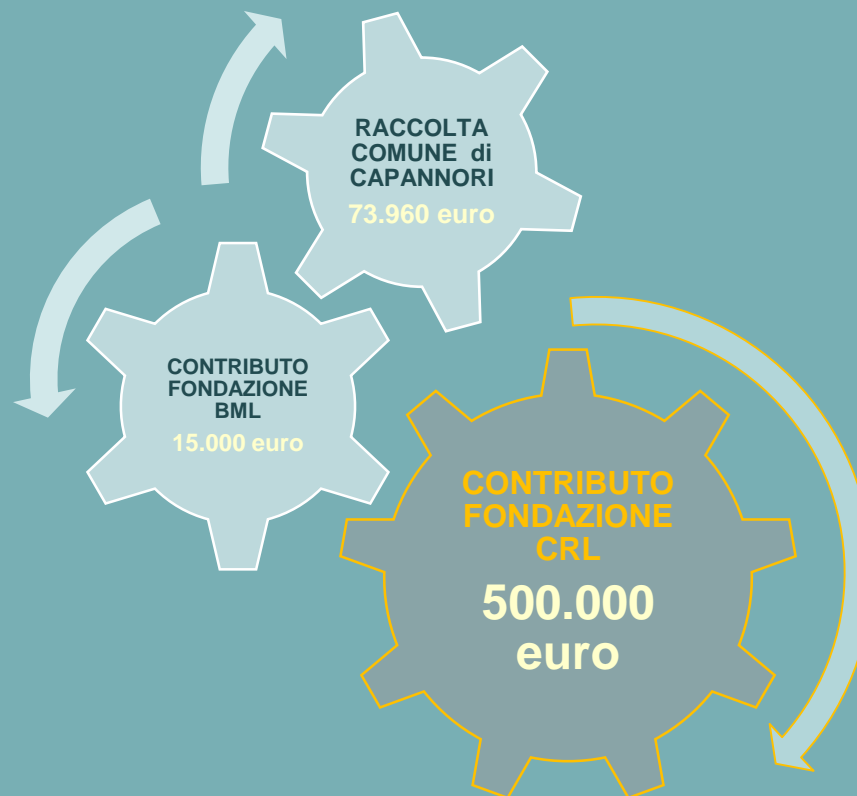 RACCOLTA
COMUNE di
CAPANNORI
73.960 euro
CONTRIBUTO
FONDAZIONE
BML
15.000 euro
CONTRIBUTO
FONDAZIONE
CRL
500.000
euro